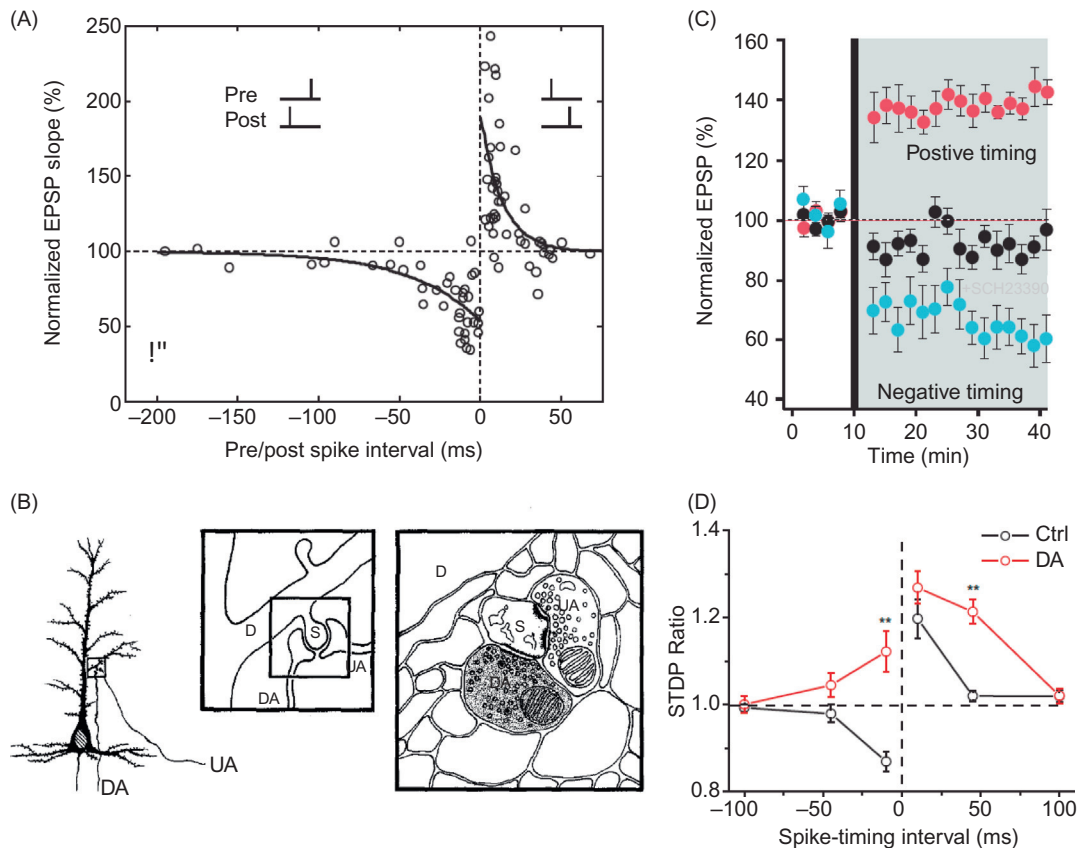 (A)
Normalized EPSP slope (%)
250
200
150
100
50
0
Pre
Post
!"
–200 –150 –100 –50 0 50
Pre/post spike interval (ms)
(C)
Normalized EPSP (%)
160
140
120
100
80
60
40
Postive timing
+SCH23390
Negative timing
0 10 20 30 40
Time (min)
(B)
DA
UA
D
S
UA
DA
D
UA
S
DA
(D)
STDP Ratio
1.4
1.2
1.0
0.8
Ctrl
DA
**
**
–100 –50 0 50 100
Spike-timing interval (ms)